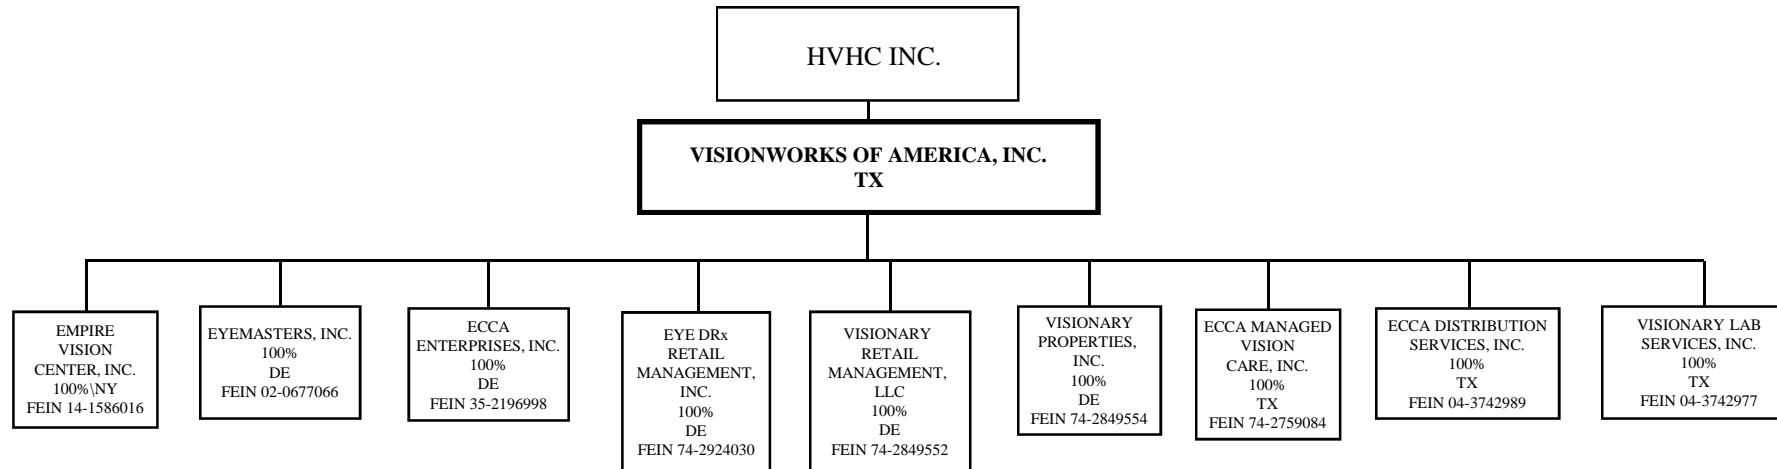 HVHC INC.
VISIONWORKS OF AMERICA, INC.
TX
EMPIRE
VISION
CENTER, INC.
100%\NY
FEIN 14-1586016
EYEMASTERS, INC.
100%
DE
FEIN 02-0677066
ECCA
ENTERPRISES, INC.
100%
DE
FEIN 35-2196998
EYE DRx
RETAIL
MANAGEMENT,
INC.
100%
DE
FEIN 74-2924030
VISIONARY
RETAIL
MANAGEMENT,
LLC
100%
DE
FEIN 74-2849552
VISIONARY
PROPERTIES,
INC.
100%
DE
FEIN 74-2849554
ECCA MANAGED
VISION
CARE, INC.
100%
TX
FEIN 74-2759084
ECCA DISTRIBUTION
SERVICES, INC.
100%
TX
FEIN 04-3742989
VISIONARY LAB
SERVICES, INC.
100%
TX
FEIN 04-3742977